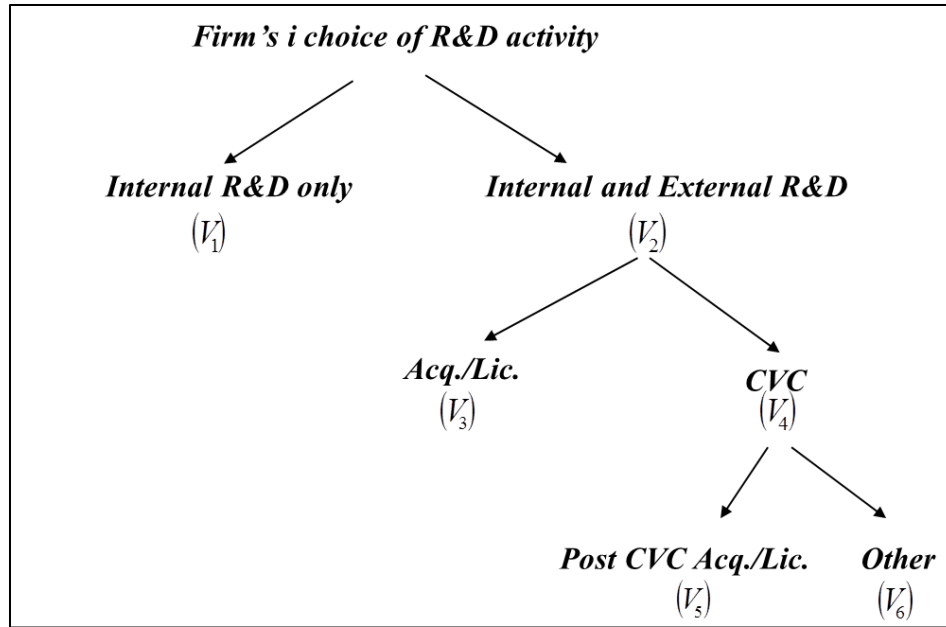 Firm's i choice of R&D activity
Internal R&D only Internal and External R&D
(V₁) (V₂)
Acq./Lic. CVC
(V₃) (V₄)
Post CVC Acq./Lic. Other
(V₅) (V₆)